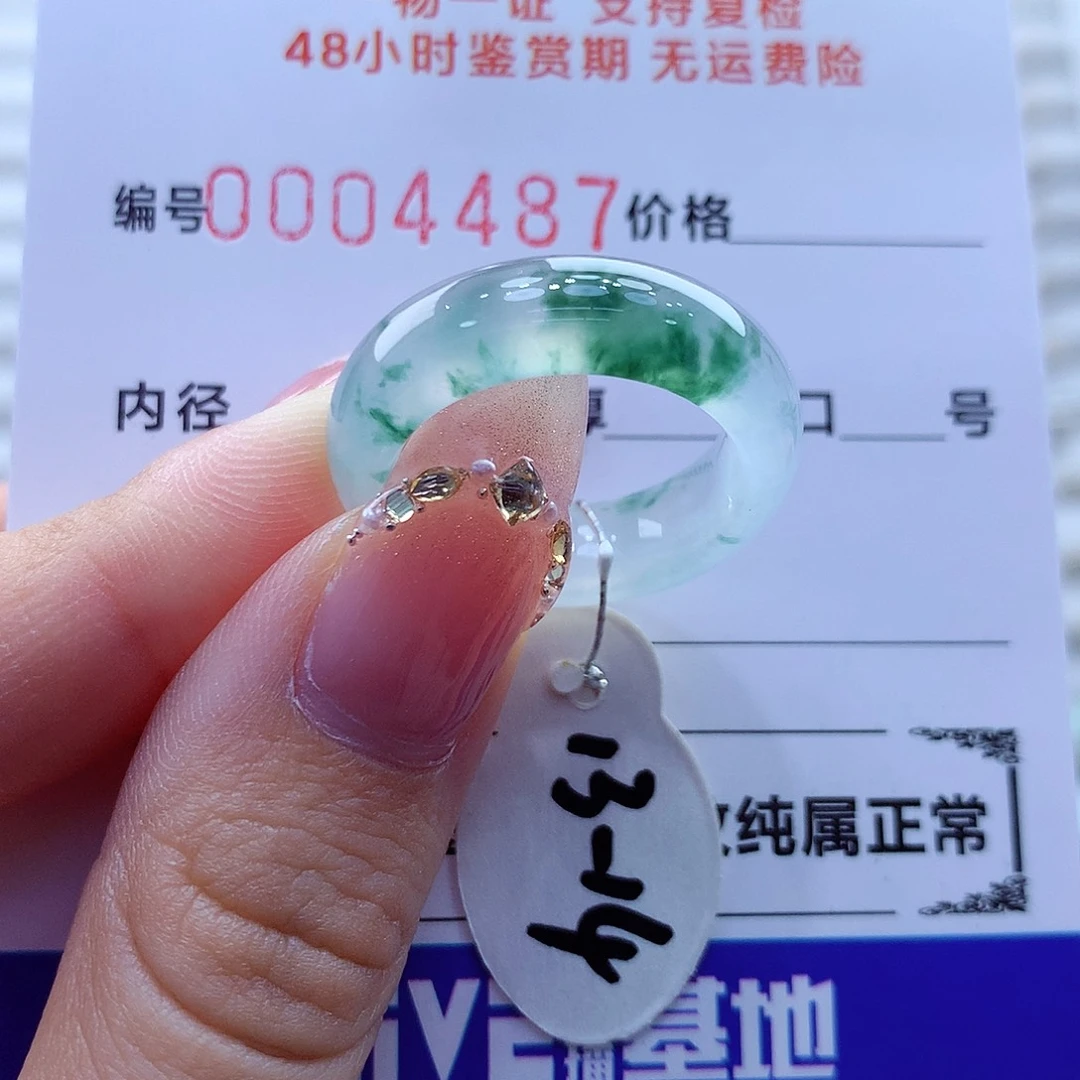 物一证 支持复检
48小时鉴赏期 无运费险
编号0004487价格
内径 厚 口 号
纯属正常
基地